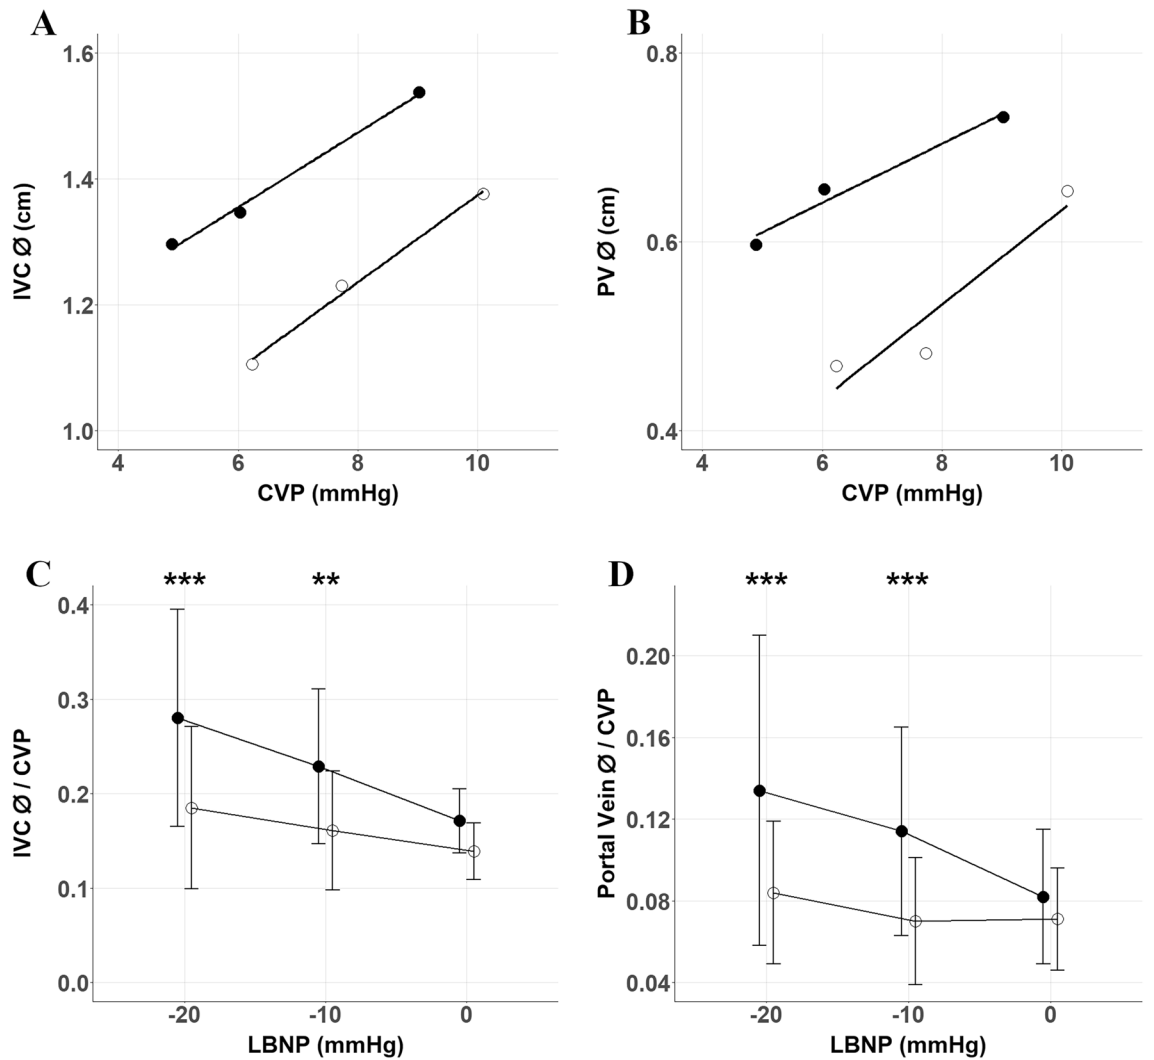 A
1.6
1.4
1.2
1.0
IVC Ø (cm)
4 6 8 10
CVP (mmHg)
B
0.8
0.6
0.4
PV Ø (cm)
4 6 8 10
CVP (mmHg)
C
*** **
0.4
0.3
0.2
0.1
0.0
IVC Ø / CVP
-20 -10 0
LBNP (mmHg)
D
*** ***
0.20
0.16
0.12
0.08
0.04
Portal Vein Ø / CVP
-20 -10 0
LBNP (mmHg)